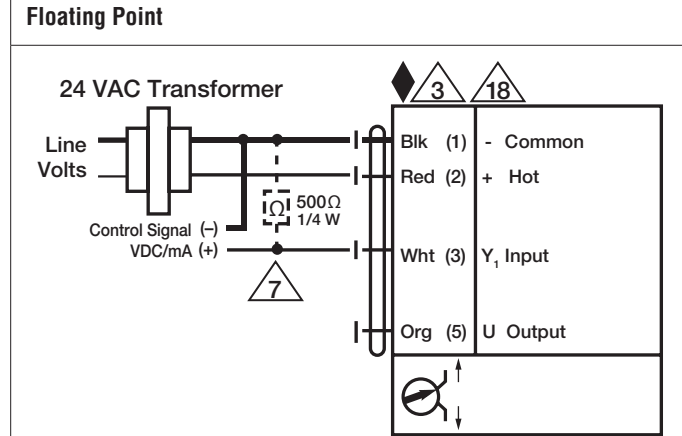 Floating Point
24 VAC Transformer
3
18
Line
Volts
Blk (1) - Common
Red (2) + Hot
Ω
500Ω
1/4 W
Control Signal (–)
VDC/mA (+)
Wht (3) Y1 Input
7
Org (5) U Output